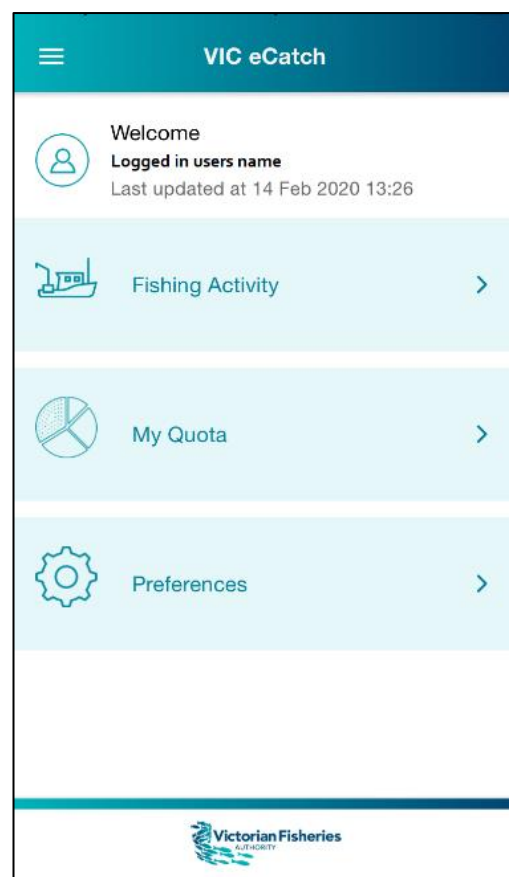 VIC eCatch
Welcome
Logged in users name
Last updated at 14 Feb 2020 13:26
Fishing Activity
My Quota
Preferences
Victorian Fisheries
AUTHORITY